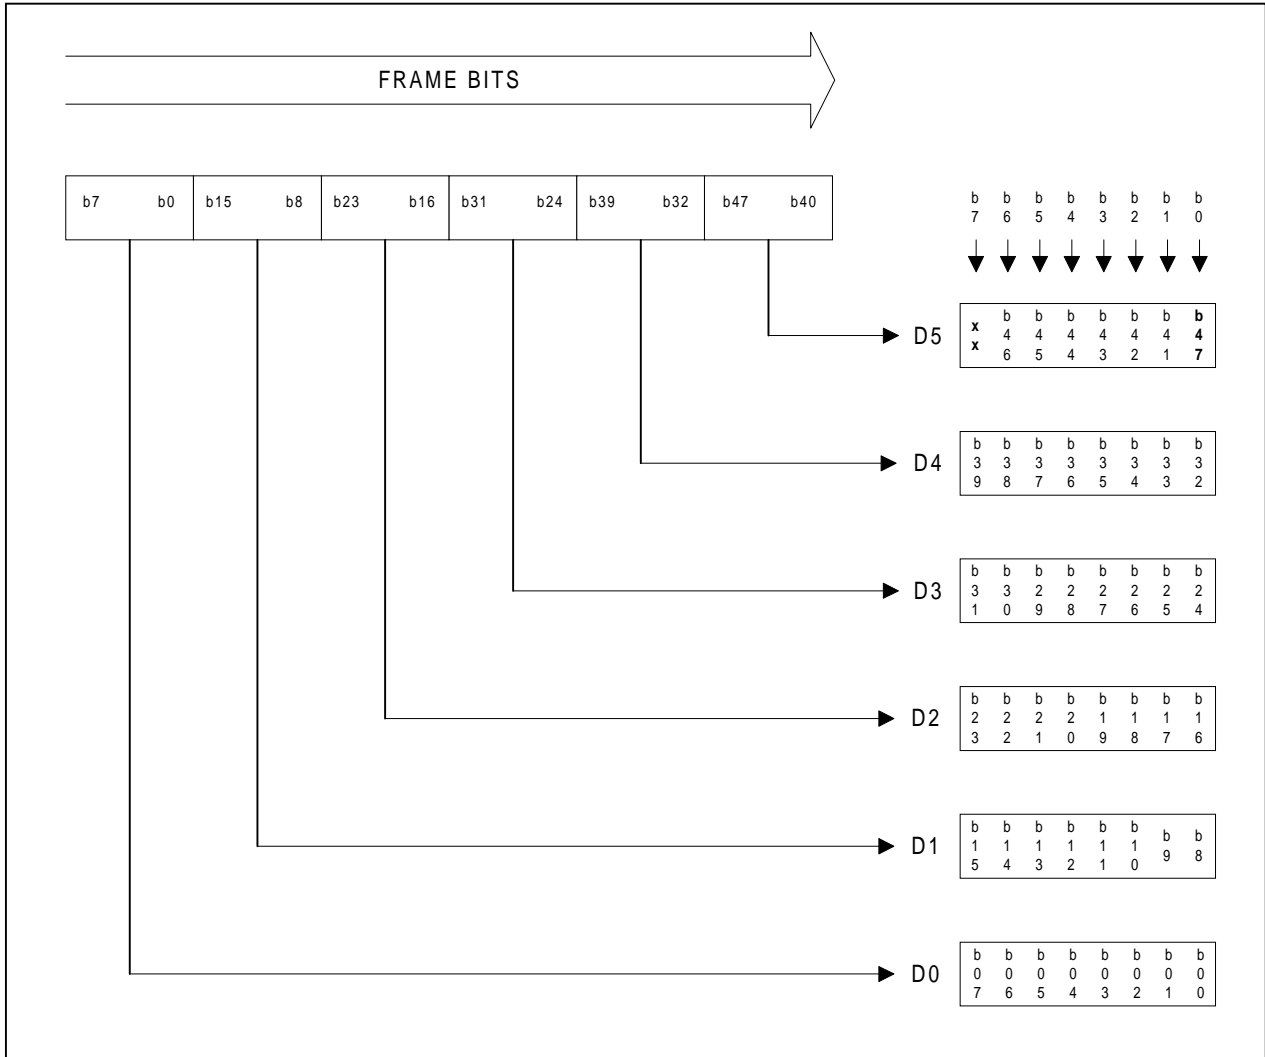 FRAME BITS
b7 b0 b15 b8 b23 b16 b31 b24 b39 b32 b47 b40
b7 b6 b5 b4 b3 b2 b1 b0
D5 xx b46 b45 b44 b43 b42 b41 b47
D4 b39 b38 b37 b36 b35 b34 b33 b32
D3 b31 b30 b29 b28 b27 b26 b25 b24
D2 b23 b22 b21 b20 b19 b18 b17 b16
D1 b15 b14 b13 b12 b11 b10 b9 b8
D0 b07 b06 b05 b04 b03 b02 b01 b00